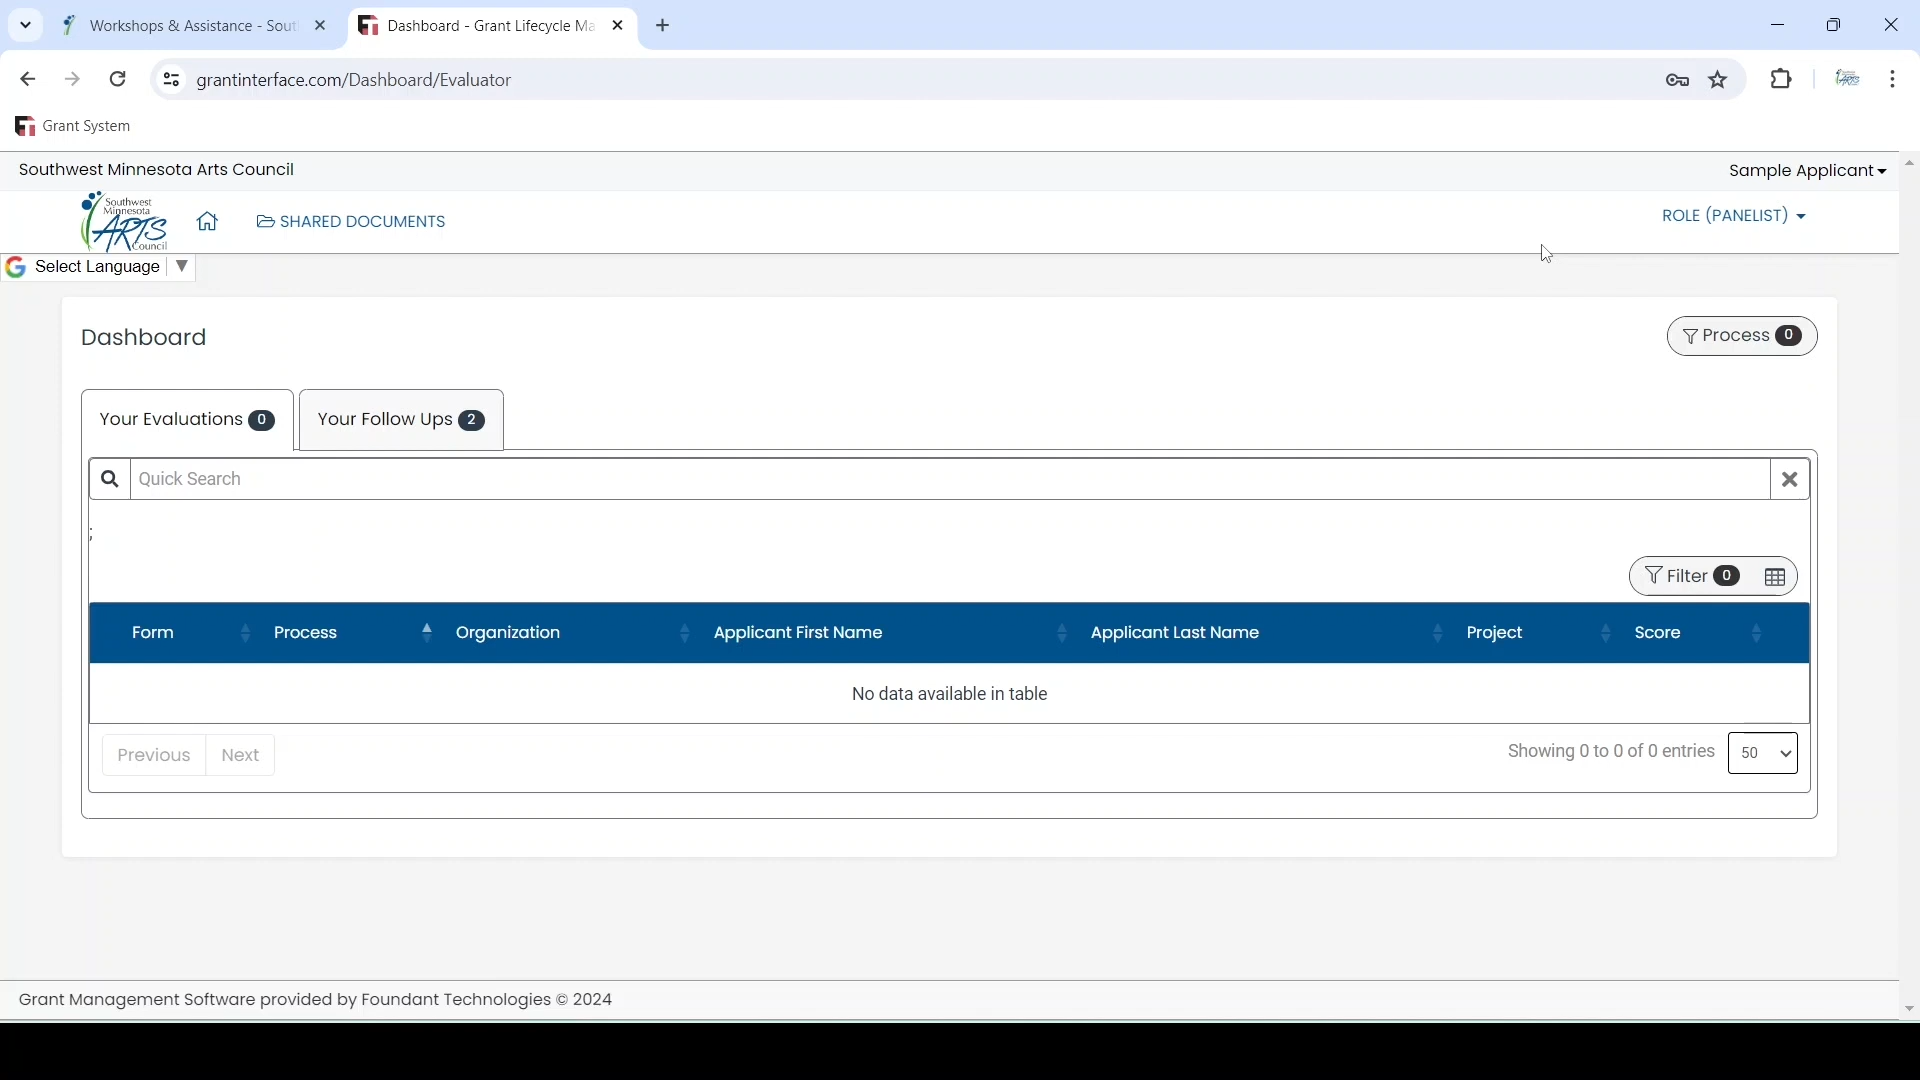 Workshops & Assistance - Sout
Dashboard - Grant Lifecycle Ma
grantinterface.com/Dashboard/Evaluator
Grant System
Southwest Minnesota Arts Council
Sample Applicant
Southwest
Minnesota
ARTS
Council
SHARED DOCUMENTS
ROLE (PANELIST)
Select Language
Dashboard
Process 0
Your Evaluations 0
Your Follow Ups 2
Quick Search
;
Filter 0
Form Process Organization Applicant First Name Applicant Last Name Project Score
No data available in table
Previous Next
Showing 0 to 0 of 0 entries 50
Grant Management Software provided by Foundant Technologies © 2024